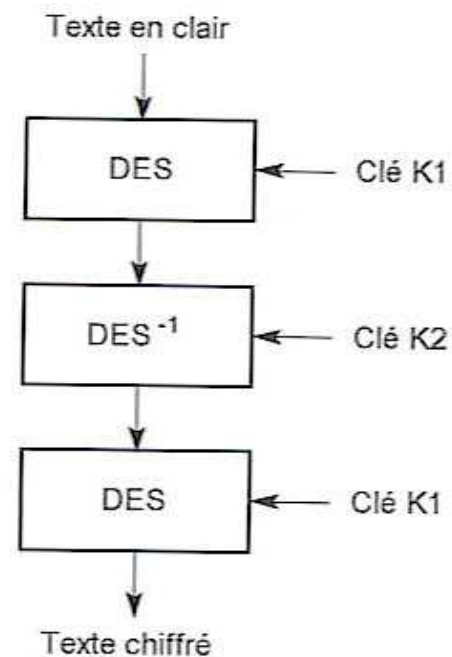 Texte en clair
DES
Clé K1
DES-1
Clé K2
DES
Clé K1
Texte chiffré